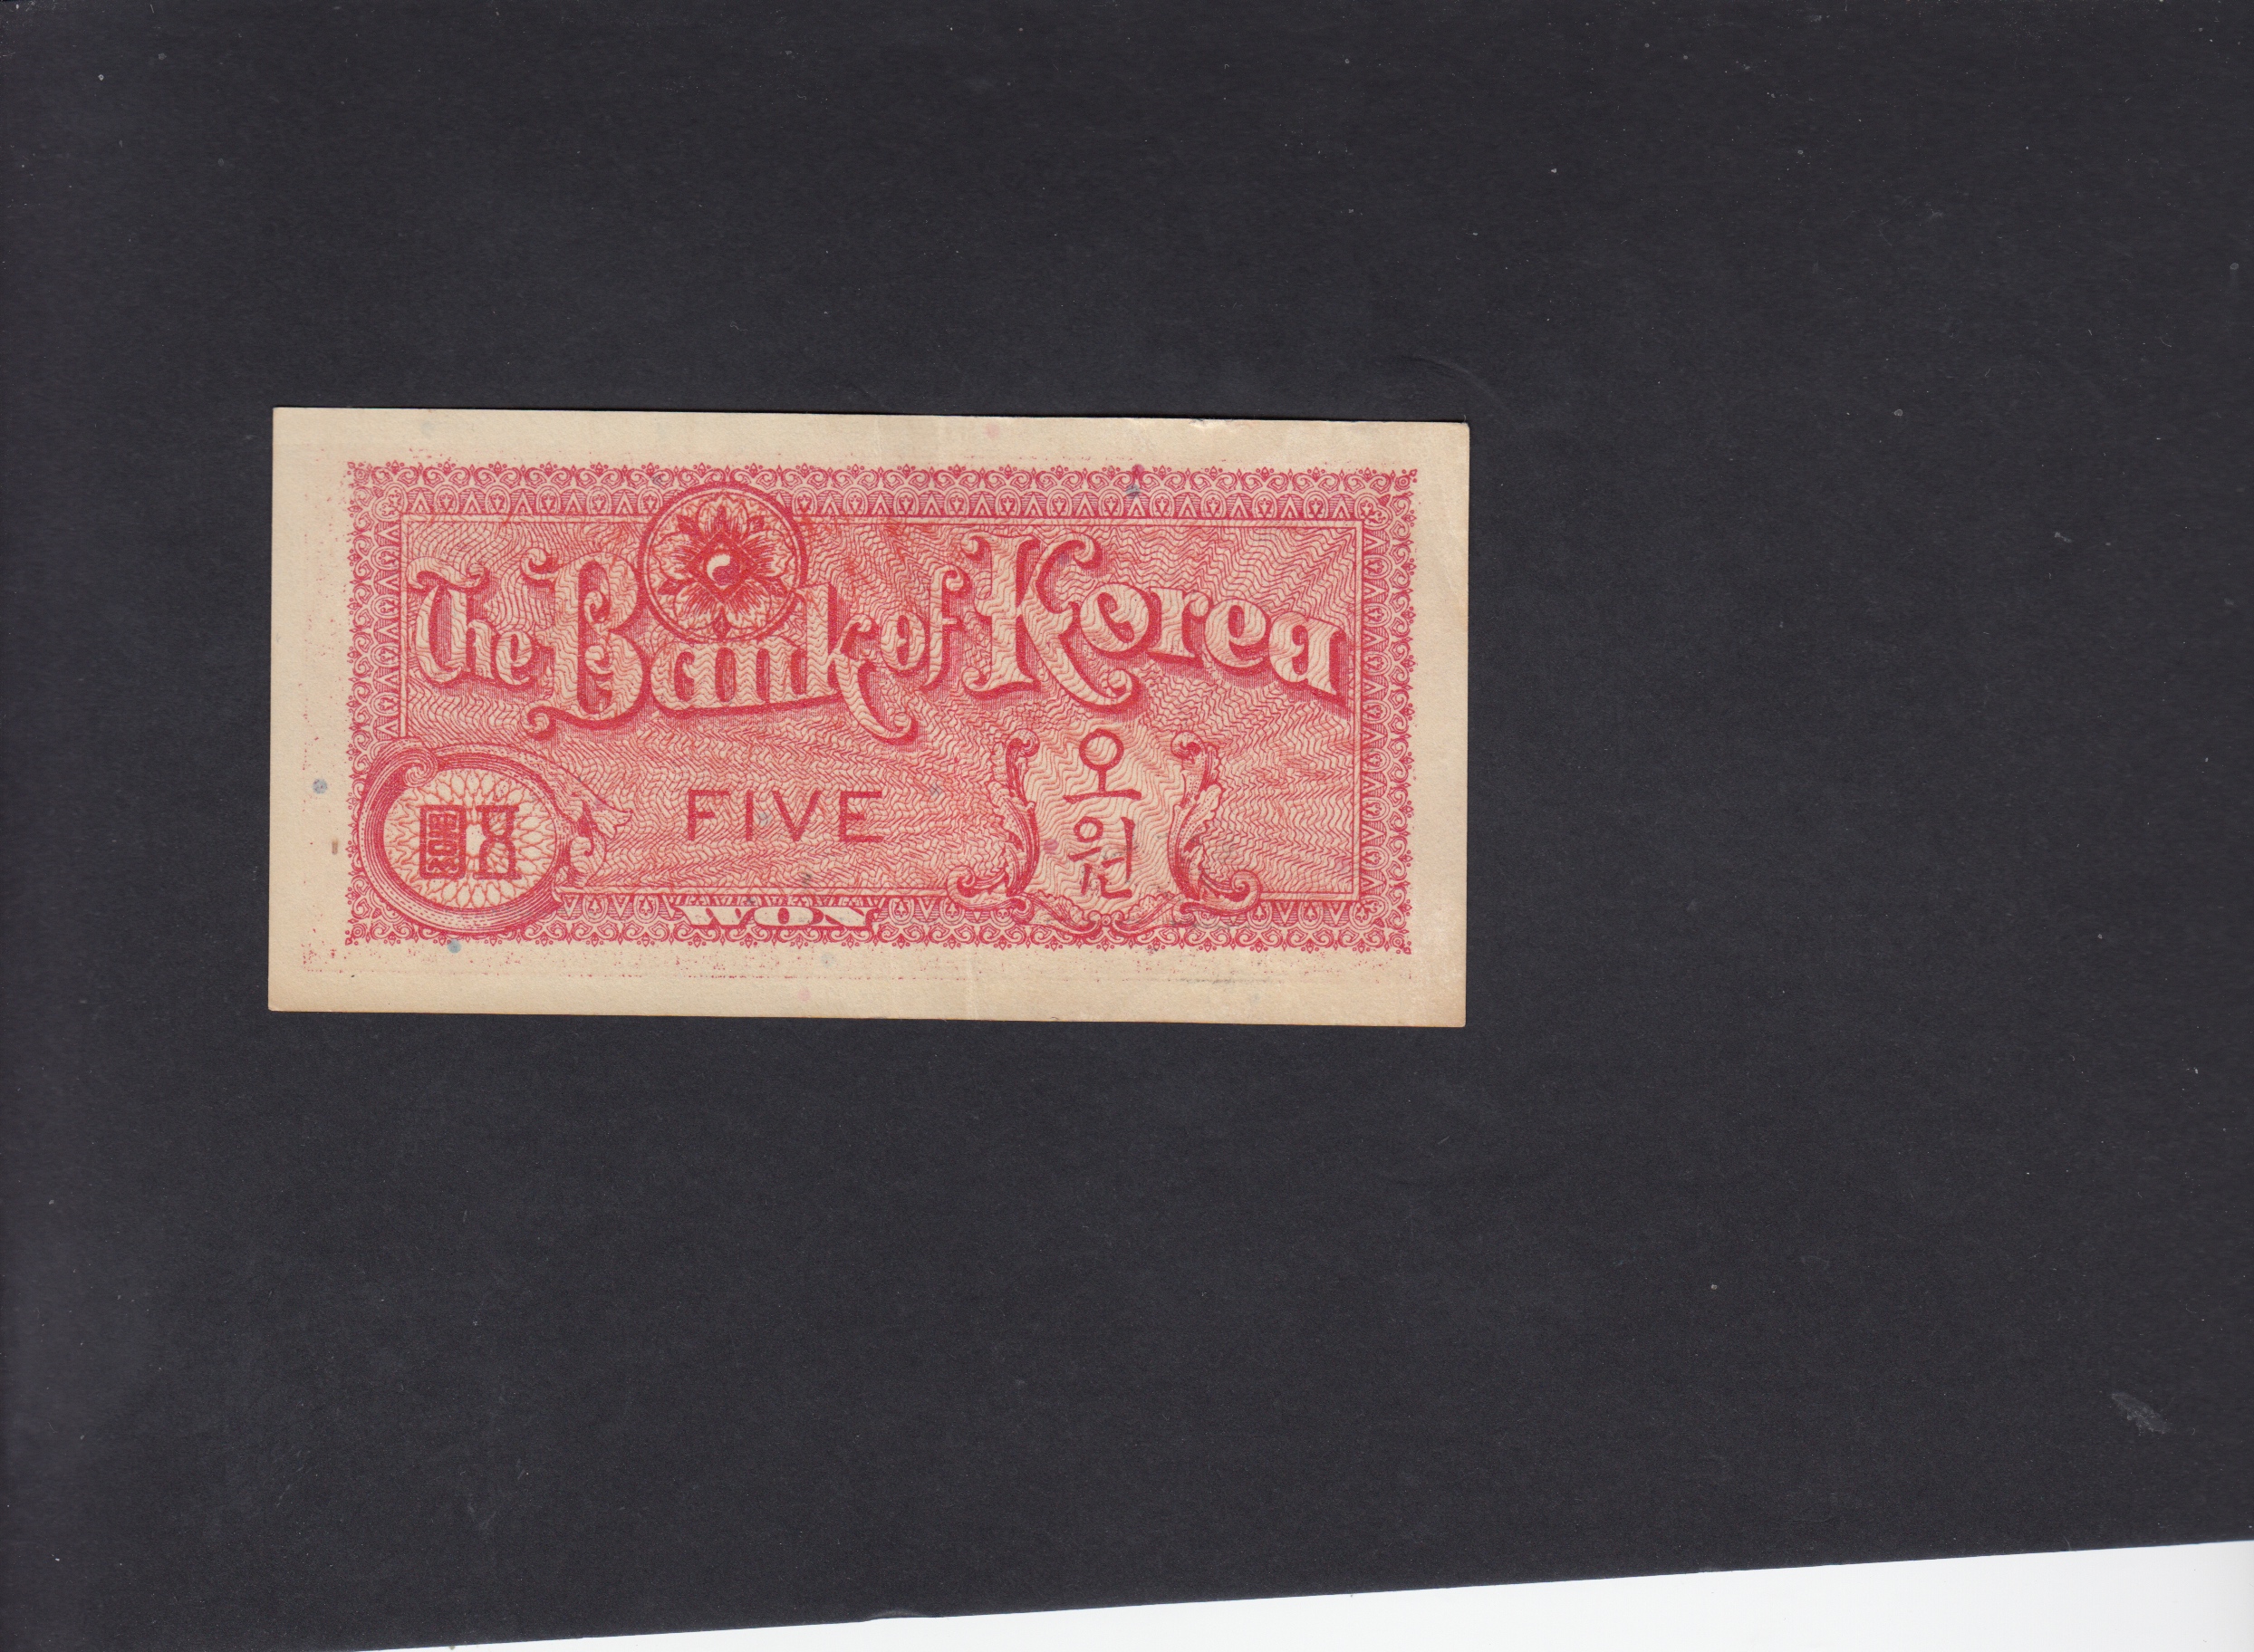 The Bank of Korea
FIVE
오
원
WON